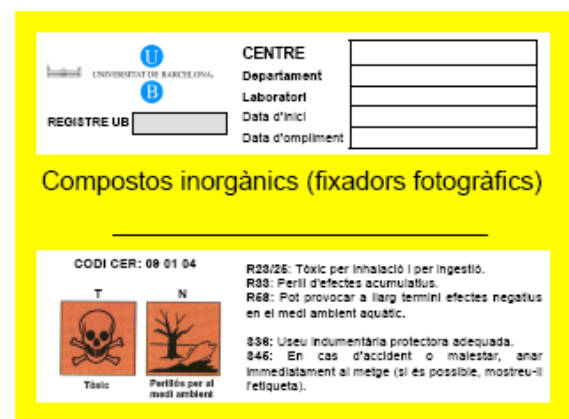 U
UNIVERSITAT DE BARCELONA
B
REGISTRE UB
CENTRE
Departament
Laboratori
Data d'inici
Data d'ompliment
Compostos inorgànics (fixadors fotogràfics)
CODI CER: 09 01 04
T
N
Tòxic
Perillós per al
medi ambient
R23/25: Tòxic per inhalació i per ingestió.
R33: Perill d'efectes acumulatius.
R58: Pot provocar a llarg termini efectes negatius
en el medi ambient aquàtic.
S36: Useu indumentària protectora adequada.
S45: En cas d'accident o malestar, anar
immediatament al metge (si és possible, mostreu-li
l'etiqueta).